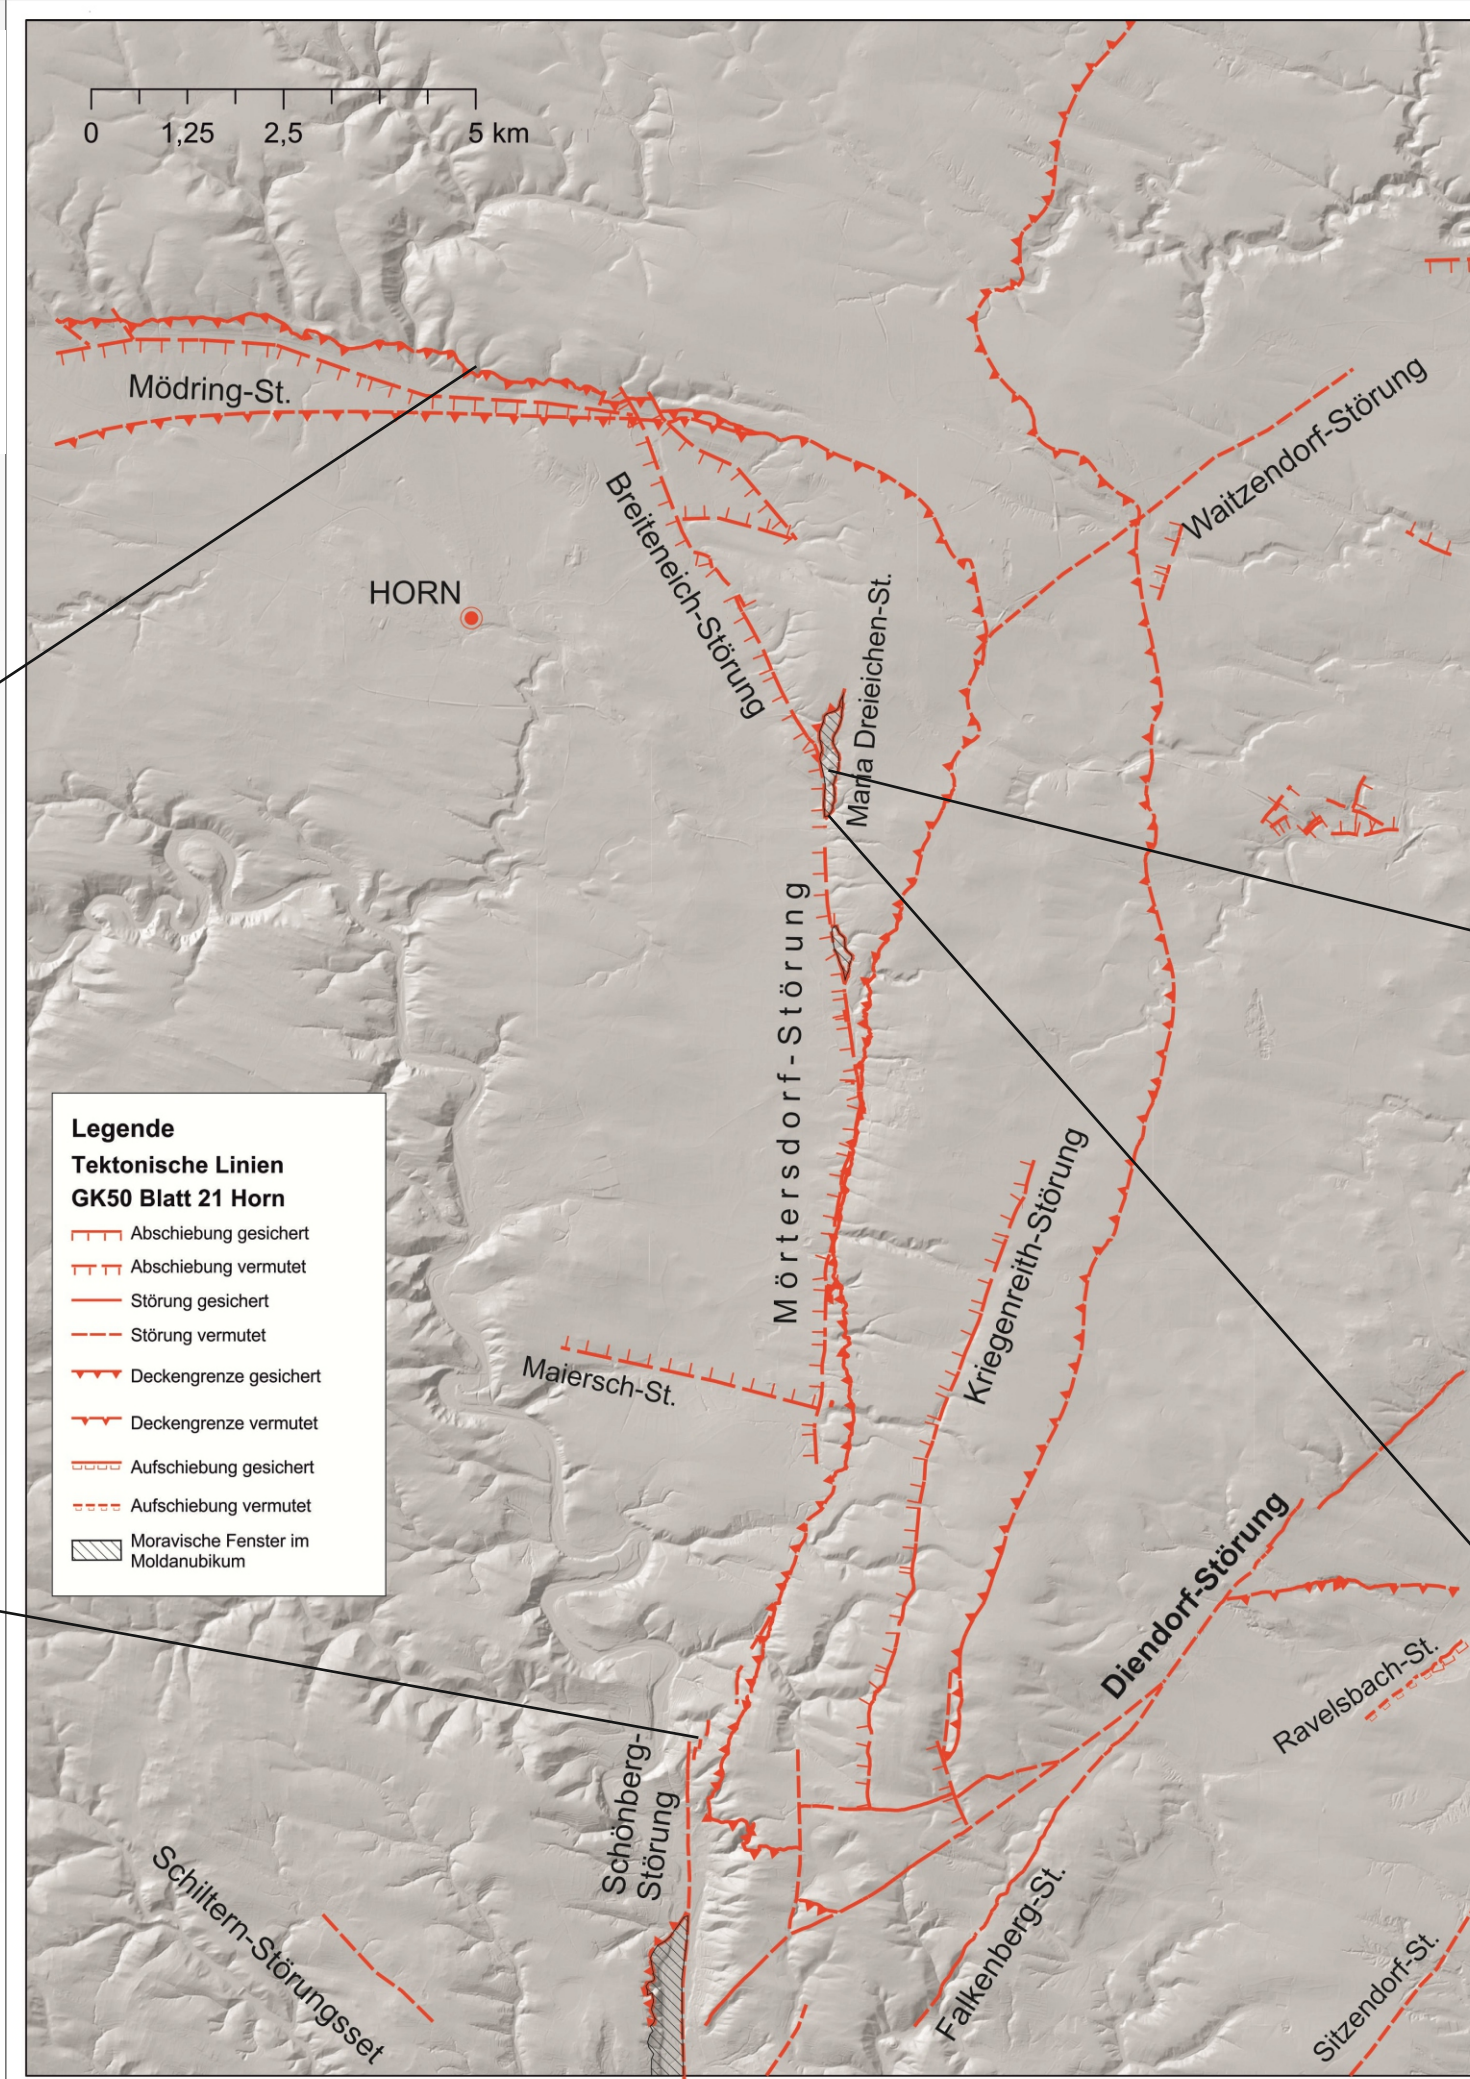 0 1,25 2,5 5 km
Mödring-St.
Waitzendorf-Störung
Breiteneich-Störung
HORN
Maria Dreieichen-St.
Mörtersdorf-Störung
Legende
Tektonische Linien
GK50 Blatt 21 Horn
Abschiebung gesichert
Abschiebung vermutet
Störung gesichert
Störung vermutet
Deckengrenze gesichert
Deckengrenze vermutet
Aufschiebung gesichert
Aufschiebung vermutet
Moravische Fenster im
Moldanubikum
Kriegenreith-Störung
Maiersch-St.
Diendorf-Störung
Ravelsbach-St.
Schönberg-
Störung
Schiltern-Störungsset
Falkenberg-St.
Sitzendorf-St.